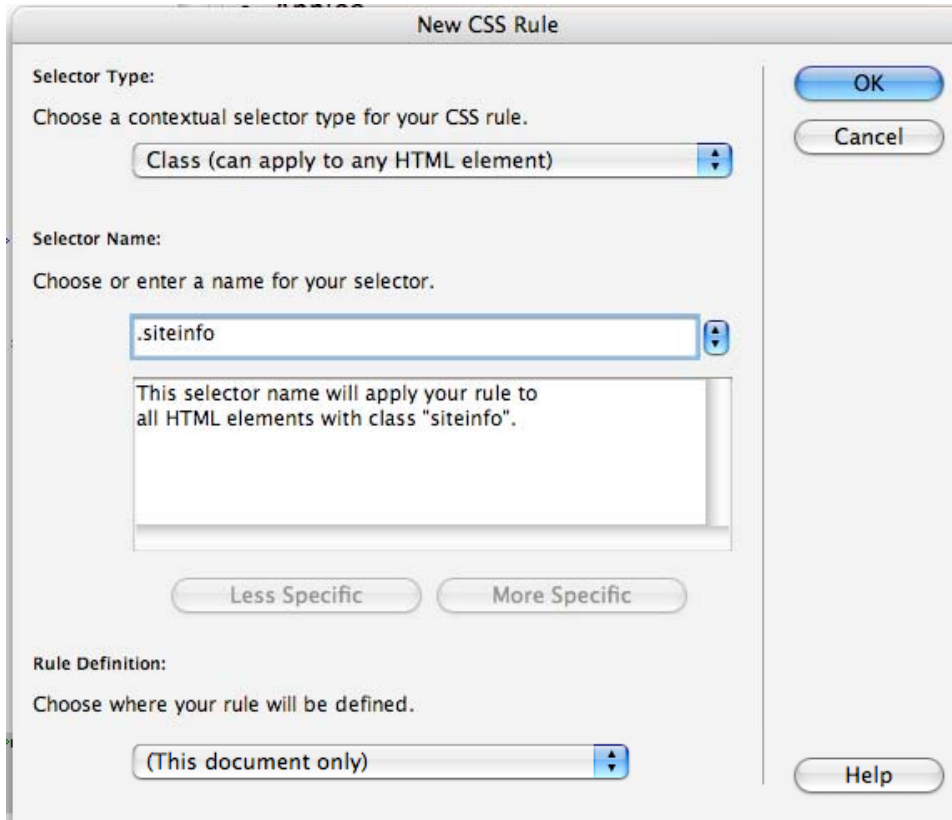 New CSS Rule
Selector Type:
OK
Choose a contextual selector type for your CSS rule.
Cancel
Class (can apply to any HTML element)
Selector Name:
Choose or enter a name for your selector.
.siteinfo
This selector name will apply your rule to
all HTML elements with class "siteinfo".
Less Specific
More Specific
Rule Definition:
Choose where your rule will be defined.
(This document only)
Help